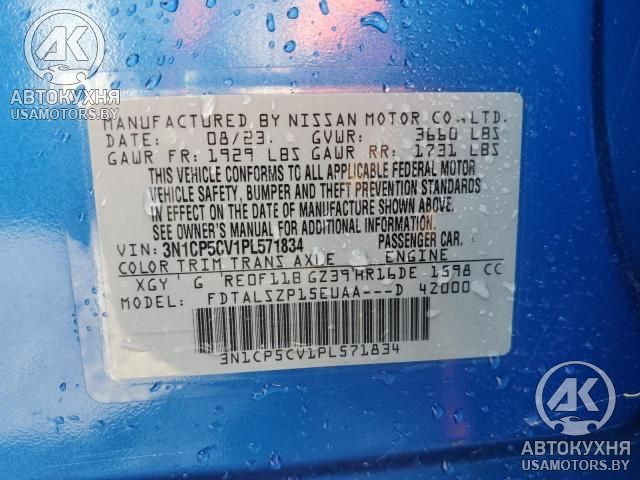 AK
АВТОКУХНЯ
USAMOTORS.BY
MANUFACTURED BY NISSAN MOTOR CO.,LTD.
DATE: 08/23. GVWR: 3660 LBS
GAWR FR: 1929 LBS GAWR RR: 1731 LBS
THIS VEHICLE CONFORMS TO ALL APPLICABLE FEDERAL MOTOR
VEHICLE SAFETY, BUMPER AND THEFT PREVENTION STANDARDS
IN EFFECT ON THE DATE OF MANUFACTURE SHOWN ABOVE.
SEE OWNER'S MANUAL FOR ADDITIONAL INFORMATION.
VIN: 3N1CP5CV1PL571834 PASSENGER CAR.
COLOR TRIM TRANS AXLE ENGINE
XGY G RE0F11B GZ39 HR16DE 1598 CC
MODEL: FDTALSZP15EUAA---D 4Z000
3N1CP5CV1PL571834
AK
АВТОКУХНЯ
USAMOTORS.BY